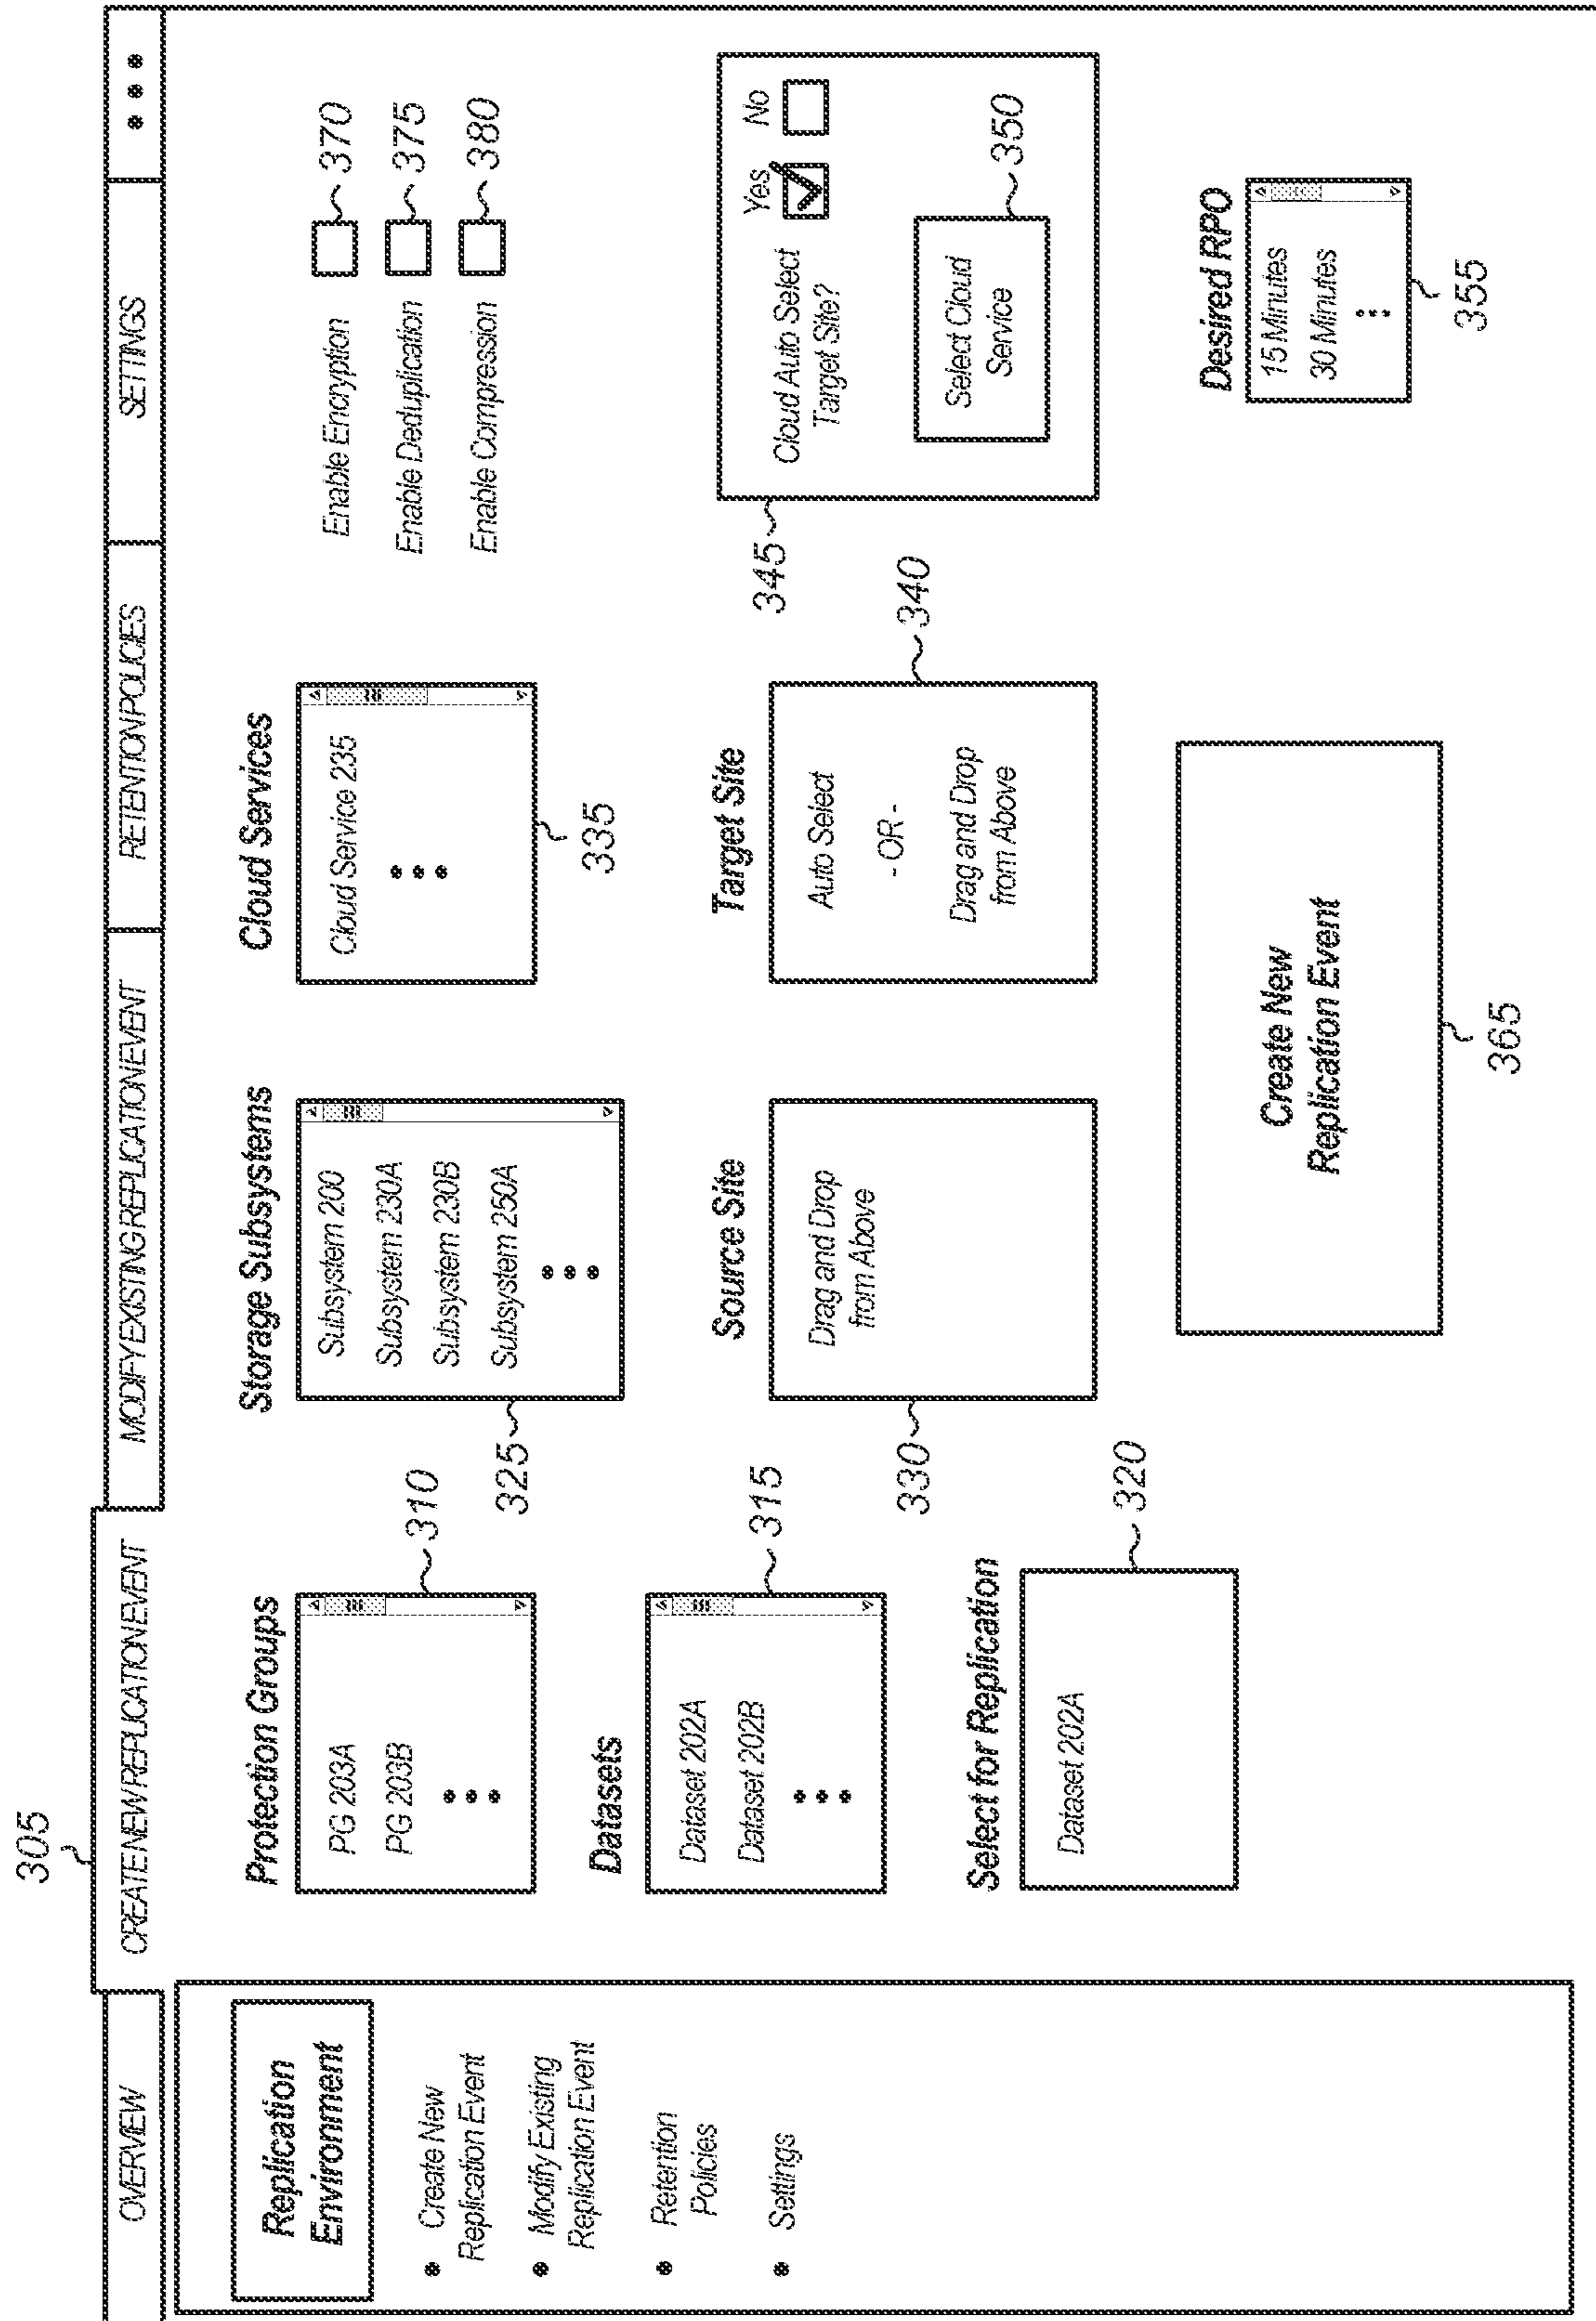 305
OVERVIEW
CREATE NEW REPLICATION EVENT
MODIFY EXISTING REPLICATION EVENT
RETENTION POLICIES
SETTINGS
Replication
Environment
Create New
Replication Event
Modify Existing
Replication Event
Retention
Policies
Settings
Protection Groups
PG 203A
PG 203B
310
Datasets
Dataset 202A
Dataset 202B
315
Select for Replication
Dataset 202A
320
Storage Subsystems
Subsystem 200
Subsystem 230A
Subsystem 230B
Subsystem 250A
325
Source Site
Drag and Drop
from Above
330
Cloud Services
Cloud Service 235
335
Target Site
Auto Select
- OR -
Drag and Drop
from Above
340
Create New
Replication Event
365
Enable Encryption
370
Enable Deduplication
375
Enable Compression
380
345
Cloud Auto Select
Target Site?
Yes
No
Select Cloud
Service
350
Desired RPO
15 Minutes
30 Minutes
355